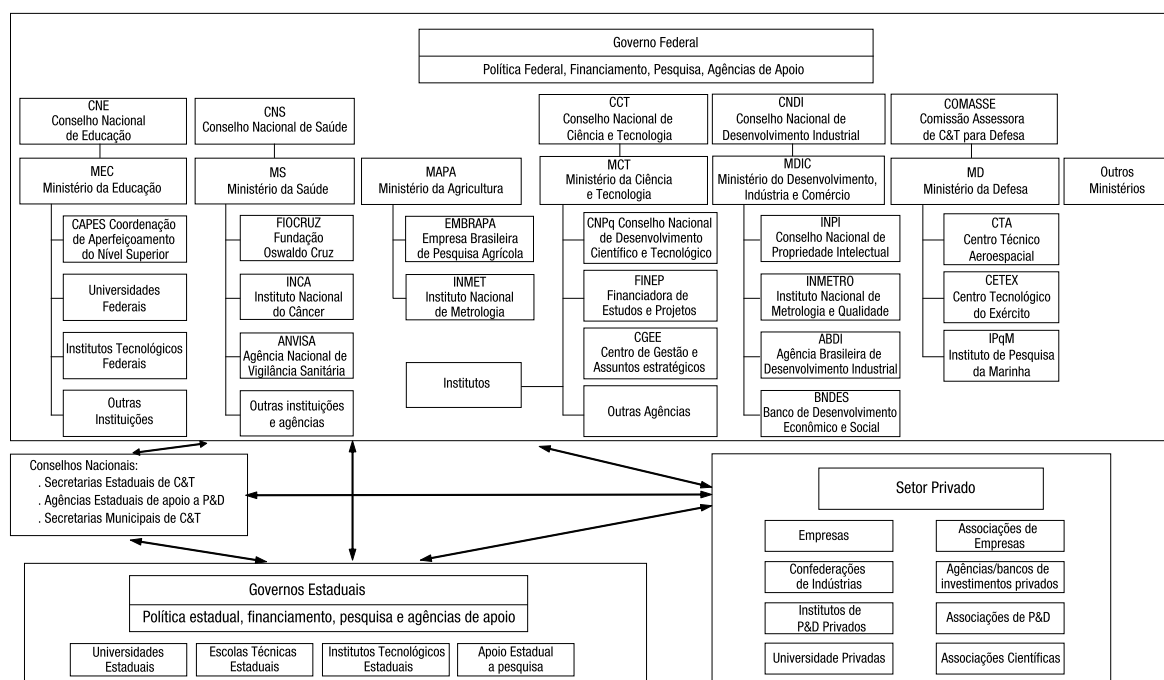 Governo Federal
Política Federal, Financiamento, Pesquisa, Agências de Apoio
CNE
Conselho Nacional
de Educação
CNS
Conselho Nacional de Saúde
CCT
Conselho Nacional de
Ciência e Tecnologia
CNDI
Conselho Nacional de
Desenvolvimento Industrial
COMASSE
Comissão Assessora
de C&T para Defesa
MEC
Ministério da Educação
MS
Ministério da Saúde
MAPA
Ministério da Agricultura
MCT
Ministério da Ciência
e Tecnologia
MDIC
Ministério do Desenvolvimento,
Indústria e Comércio
MD
Ministério da Defesa
Outros
Ministérios
CAPES Coordenação
de Aperfeiçoamento
do Nível Superior
Universidades
Federais
Institutos Tecnológicos
Federais
Outras
Instituições
FIOCRUZ
Fundação
Oswaldo Cruz
INCA
Instituto Nacional
do Câncer
ANVISA
Agência Nacional de
Vigilância Sanitária
Outras instituições
e agências
EMBRAPA
Empresa Brasileira
de Pesquisa Agrícola
INMET
Instituto Nacional
de Metrologia
Institutos
CNPq Conselho Nacional
de Desenvolvimento
Científico e Tecnológico
FINEP
Financiadora de
Estudos e Projetos
CGEE
Centro de Gestão e
Assuntos estratégicos
Outras Agências
INPI
Conselho Nacional de
Propriedade Intelectual
INMETRO
Instituto Nacional de
Metrologia e Qualidade
ABDI
Agência Brasileira de
Desenvolvimento Industrial
BNDES
Banco de Desenvolvimento
Econômico e Social
CTA
Centro Técnico
Aeroespacial
CETEX
Centro Tecnológico
do Exército
IPqM
Instituto de Pesquisa
da Marinha
Conselhos Nacionais:
. Secretarias Estaduais de C&T
. Agências Estaduais de apoio a P&D
. Secretarias Municipais de C&T
Governos Estaduais
Política estadual, financiamento, pesquisa e agências de apoio
Universidades
Estaduais
Escolas Técnicas
Estaduais
Institutos Tecnológicos
Estaduais
Apoio Estadual
a pesquisa
Setor Privado
Empresas
Associações de
Empresas
Confederações
de Indústrias
Agências/bancos de
investimentos privados
Institutos de
P&D Privados
Associações de P&D
Universidade Privadas
Associações Científicas